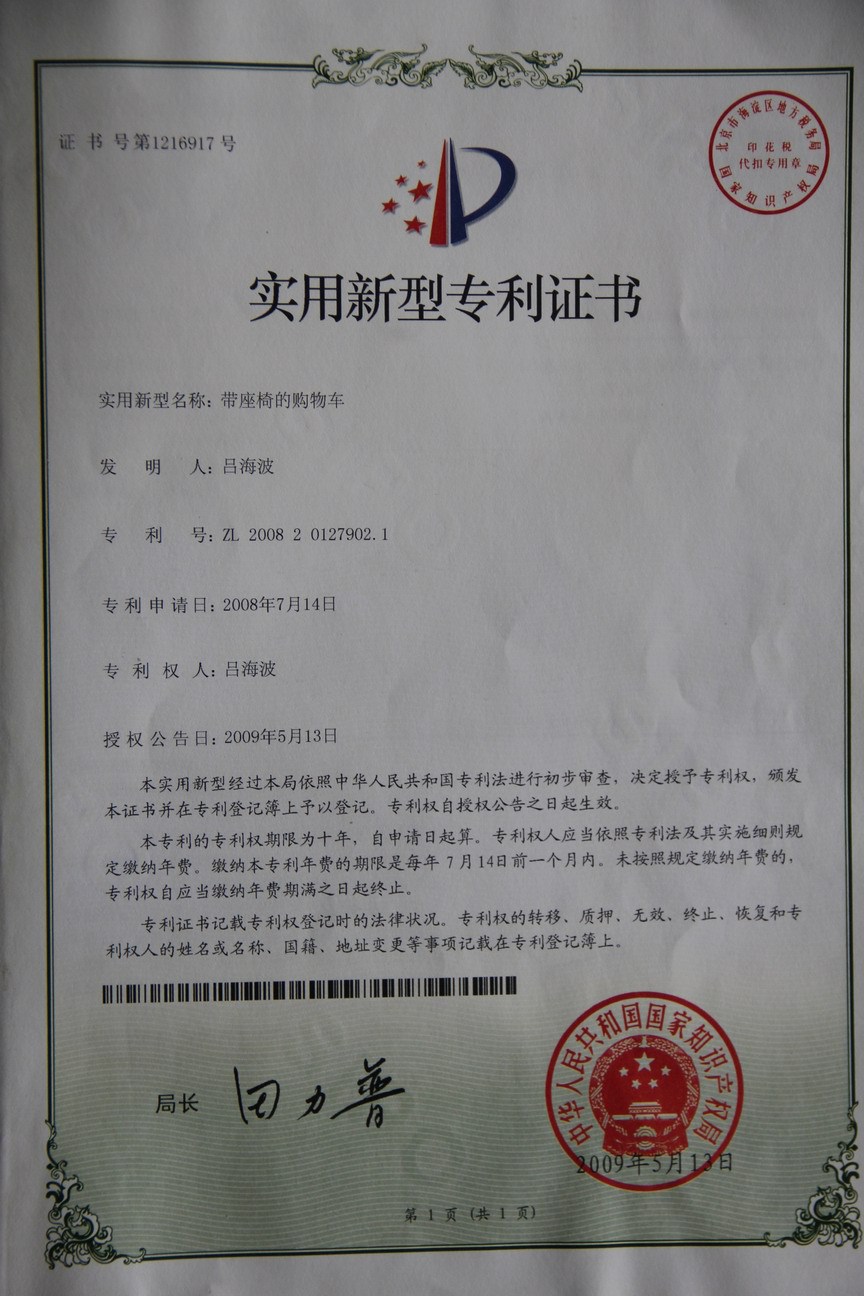 证书号第1216917号
北京市海淀区地方税务局
印花税
代扣专用章
国家知识产权局
实用新型专利证书
实用新型名称：带座椅的购物车
发明人：吕海波
专利号：ZL 2008 2 0127902.1
专利申请日：2008年7月14日
专利权人：吕海波
授权公告日：2009年5月13日
本实用新型经过本局依照中华人民共和国专利法进行初步审查，决定授予专利权，颁发
本证书并在专利登记簿上予以登记。专利权自授权公告之日起生效。
本专利的专利权期限为十年，自申请日起算。专利权人应当依照专利法及其实施细则规
定缴纳年费。缴纳本专利年费的期限是每年 7 月14日前一个月内。未按照规定缴纳年费的，
专利权自应当缴纳年费期满之日起终止。
专利证书记载专利权登记时的法律状况。专利权的转移、质押、无效、终止、恢复和专
利权人的姓名或名称、国籍、地址变更等事项记载在专利登记簿上。
局长 田力普
中华人民共和国国家知识产权局
2009年5月13日
第 1 页 (共 1 页)